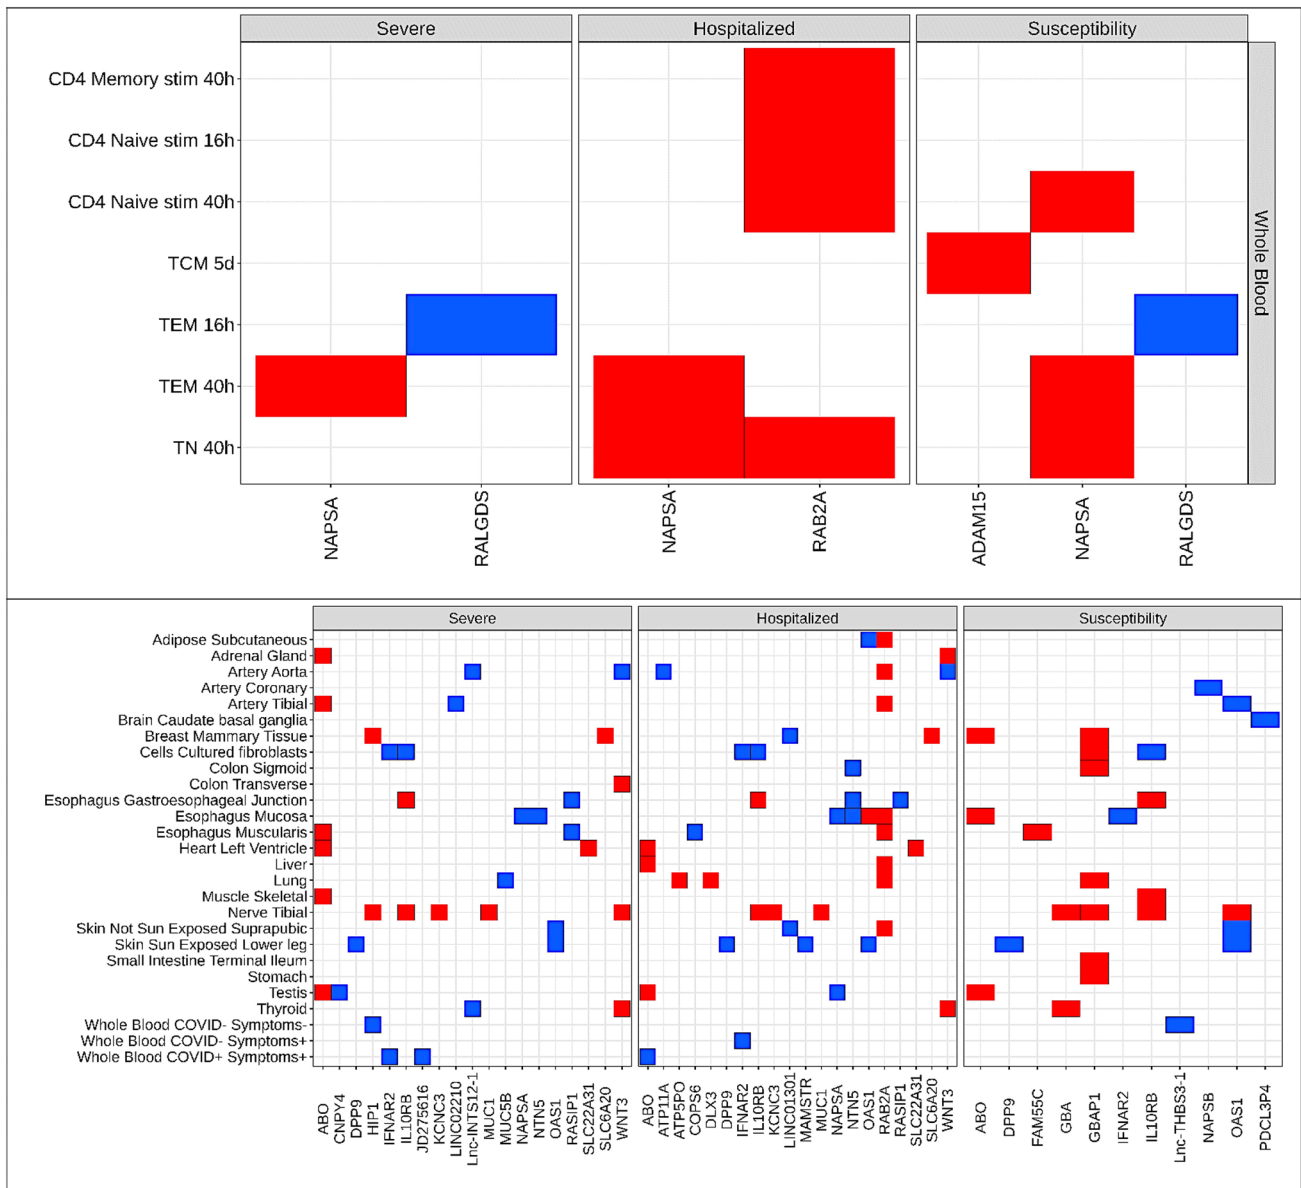 Severe
Hospitalized
Susceptibility
CD4 Memory stim 40h
CD4 Naive stim 16h
CD4 Naive stim 40h
TCM 5d
TEM 16h
TEM 40h
TN 40h
Whole Blood
NAPSA
RALGDS
NAPSA
RAB2A
ADAM15
NAPSA
RALGDS
Severe
Hospitalized
Susceptibility
Adipose Subcutaneous
Adrenal Gland
Artery Aorta
Artery Coronary
Artery Tibial
Brain Caudate basal ganglia
Breast Mammary Tissue
Cells Cultured fibroblasts
Colon Sigmoid
Colon Transverse
Esophagus Gastroesophageal Junction
Esophagus Mucosa
Esophagus Muscularis
Heart Left Ventricle
Liver
Lung
Muscle Skeletal
Nerve Tibial
Skin Not Sun Exposed Suprapubic
Skin Sun Exposed Lower leg
Small Intestine Terminal Ileum
Stomach
Testis
Thyroid
Whole Blood COVID- Symptoms-
Whole Blood COVID- Symptoms+
Whole Blood COVID+ Symptoms+
ABO
CNPY4
DPP9
HIP1
IFNAR2
IL10RB
JD275616
KCNC3
LINC02210
Lnc-INTS12-1
MUC1
MUC5B
NAPSA
NTN5
OAS1
RASIP1
SLC22A31
SLC6A20
WNT3
ABO
ATP11A
ATP5PO
COPS6
DLX3
DPP9
IFNAR2
IL10RB
KCNC3
LINC01301
MAMSTR
MUC1
NAPSA
NTN5
OAS1
RAB2A
RASIP1
SLC22A31
SLC6A20
WNT3
ABO
DPP9
FAM55C
GBA
GBAP1
IFNAR2
IL10RB
Lnc-THBS3-1
NAPSB
OAS1
PDCL3P4